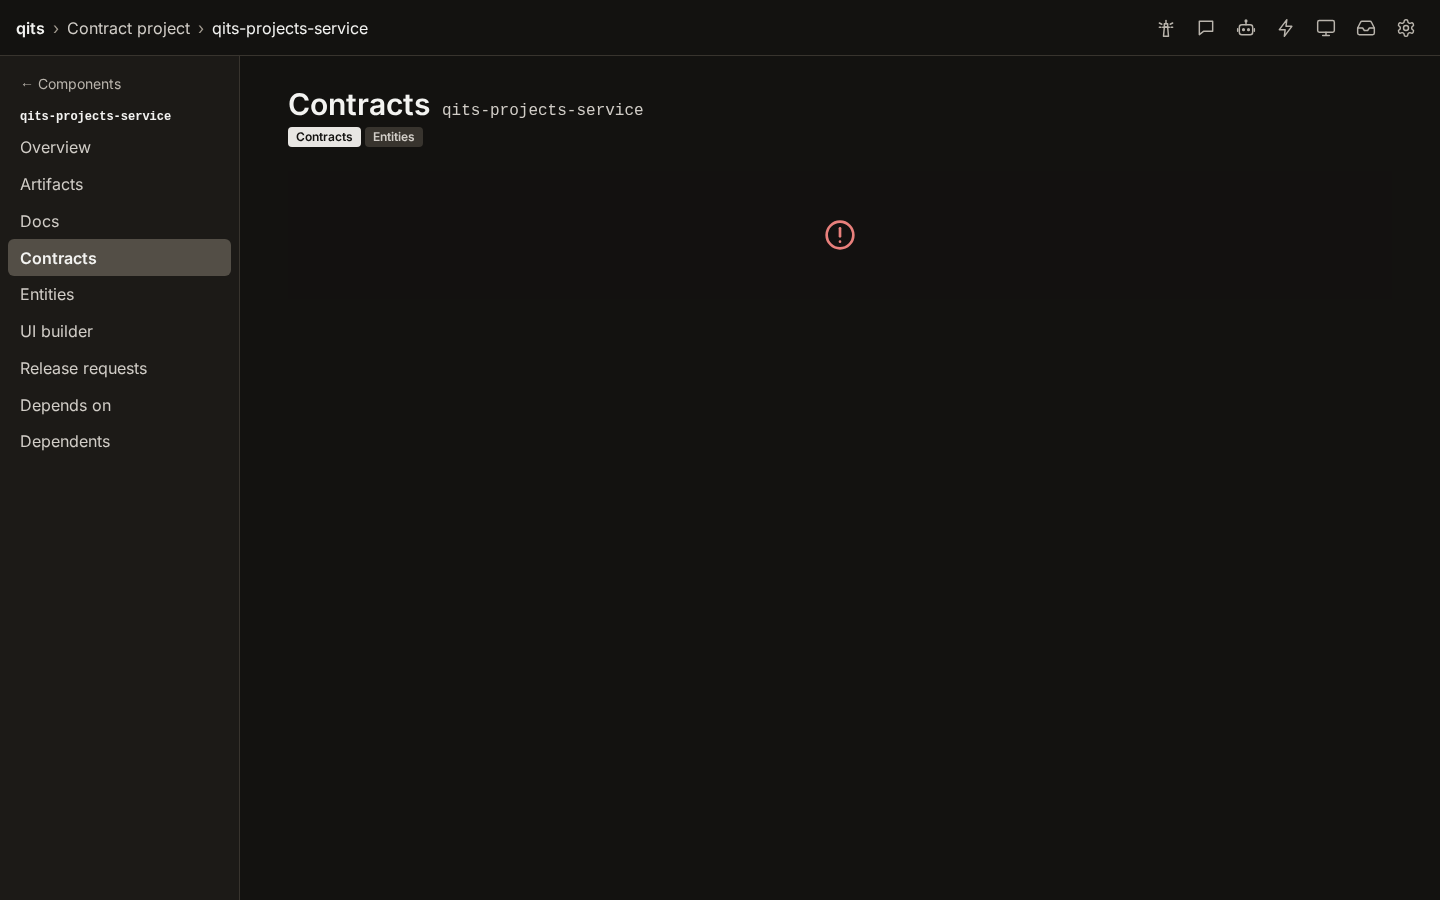 qits › Contract project › qits-projects-service
← Components
qits-projects-service
Overview
Artifacts
Docs
Contracts
Entities
UI builder
Release requests
Depends on
Dependents
Contracts qits-projects-service
Contracts Entities